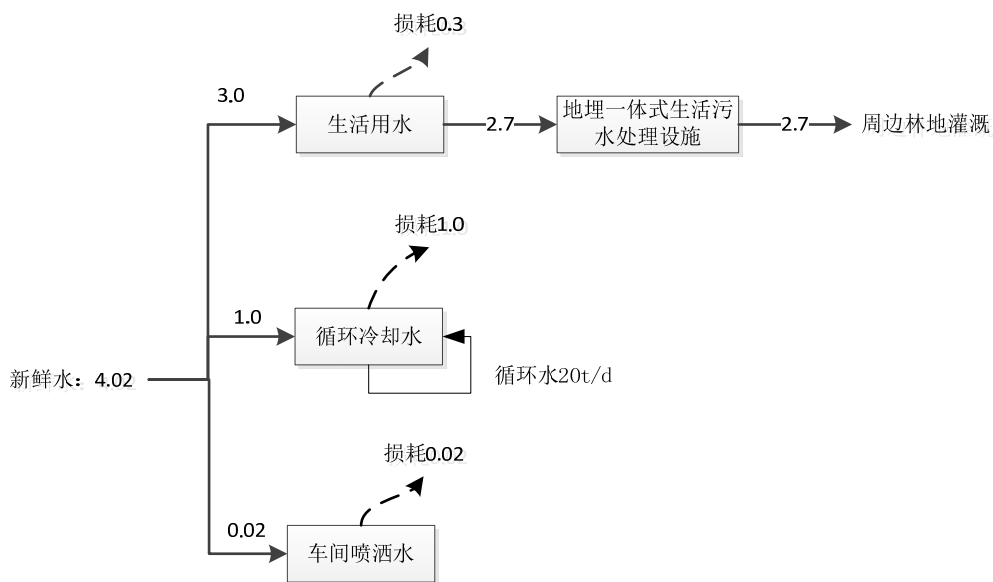 损耗0.3
3.0
生活用水
2.7
地埋一体式生活污
水处理设施
2.7
周边林地灌溉
损耗1.0
1.0
循环冷却水
循环水20t/d
新鲜水：4.02
损耗0.02
0.02
车间喷洒水